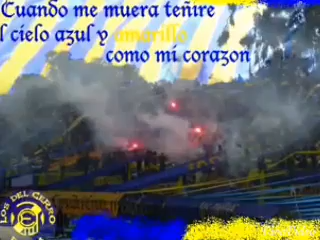 Cuando me muera teñire
l cielo azul y amarillo
como mi corazon
LOS DEL CERRO